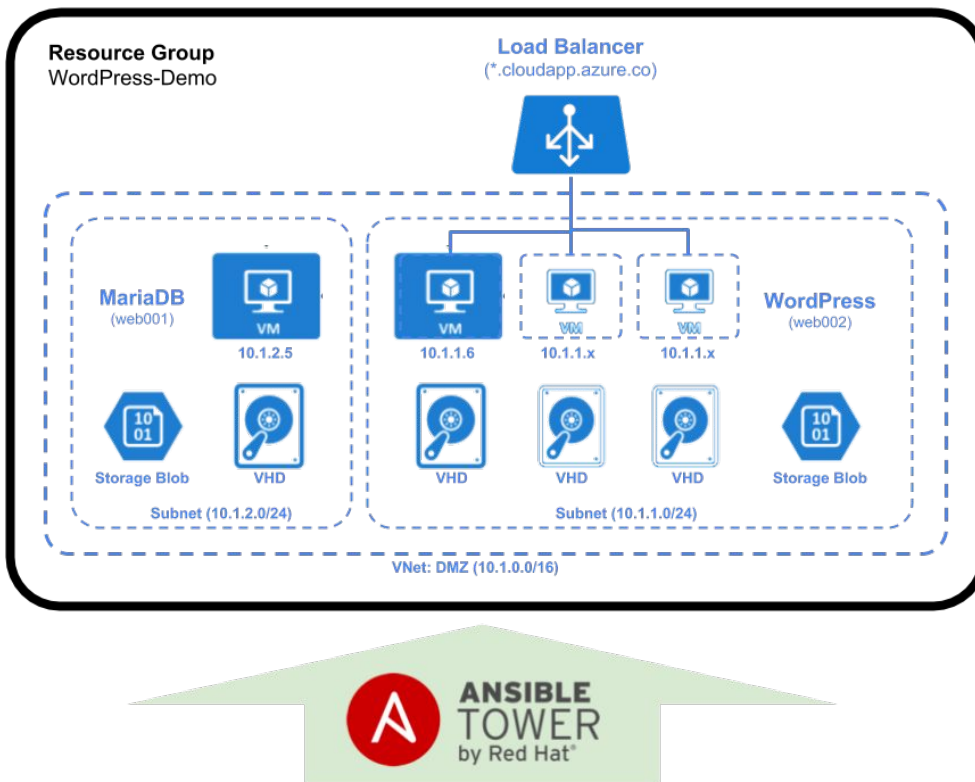 Resource Group
WordPress-Demo
Load Balancer
(*.cloudapp.azure.co)
MariaDB
(web001)
VM
10.1.2.5
VM
10.1.1.6
VM
10.1.1.x
VM
10.1.1.x
WordPress
(web002)
10
01
Storage Blob
VHD
VHD
VHD
VHD
10
01
Storage Blob
Subnet (10.1.2.0/24)
Subnet (10.1.1.0/24)
VNet: DMZ (10.1.0.0/16)
A
ANSIBLE
TOWER
by Red Hat®